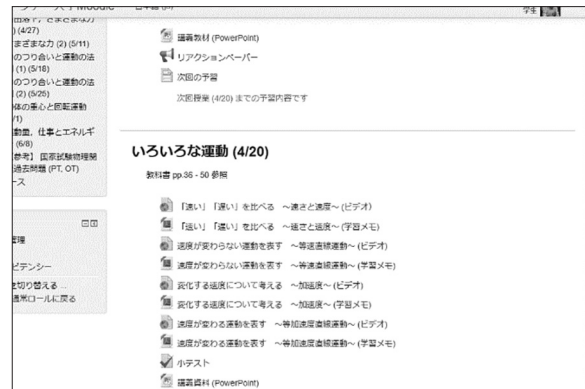 Moodle
学生
(4/27)
まざまな力 (2) (5/11)
のつり合いと運動の法
(1) (5/18)
のつり合いと運動の法
(2) (5/25)
体の重心と回転運動
/1)
動量, 仕事とエネルギ
(6/8)
参考】 国家試験物理関
過去問題 (PT, OT)
ース
管理
ピテンシー
を切り替える ...
通常ロールに戻る
講義教材 (PowerPoint)
リアクションペーパー
次回の予習
次回授業 (4/20) までの予習内容です
いろいろな運動 (4/20)
教科書 pp.36 - 50 参照
「速い」「遅い」を比べる ～速さと速度～ (ビデオ)
「速い」「遅い」を比べる ～速さと速度～ (学習メモ)
速度が変わらない運動を表す ～等速直線運動～ (ビデオ)
速度が変わらない運動を表す ～等速直線運動～ (学習メモ)
変化する速度について考える ～加速度～ (ビデオ)
変化する速度について考える ～加速度～ (学習メモ)
速度が変わる運動を表す ～等加速度直線運動～ (ビデオ)
速度が変わる運動を表す ～等加速度直線運動～ (学習メモ)
小テスト
講義資料 (PowerPoint)